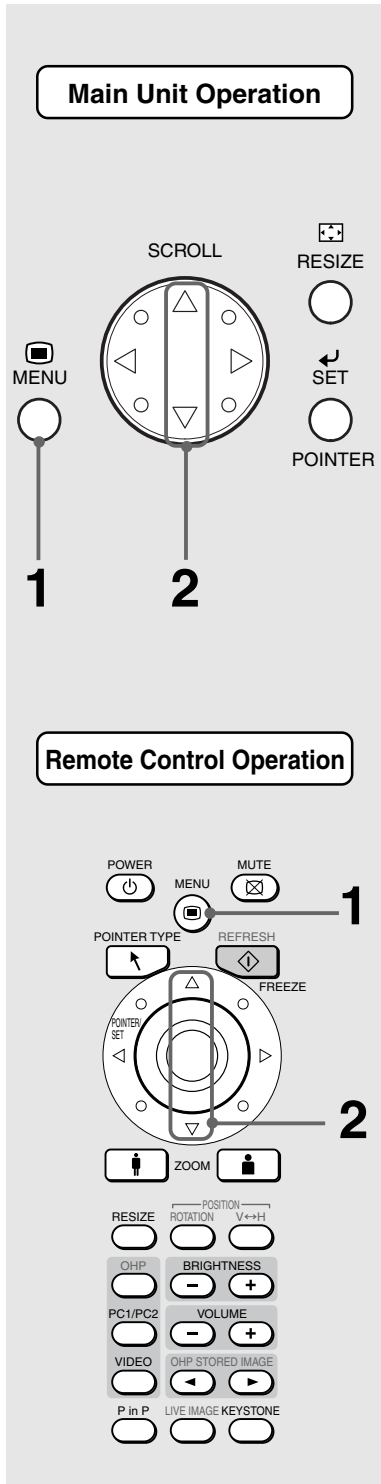 Main Unit Operation
SCROLL
RESIZE
MENU
SET
POINTER
1
2
Remote Control Operation
POWER
MENU
MUTE
1
POINTER TYPE
REFRESH
FREEZE
POINTER/
SET
2
ZOOM
POSITION
RESIZE
ROTATION
V↔H
OHP
BRIGHTNESS
− +
PC1/PC2
VOLUME
− +
VIDEO
OHP STORED IMAGE
P in P
LIVE IMAGE
KEYSTONE